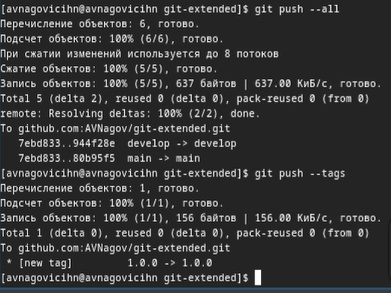 [avnagovicihn@avnagovicihn git-extended]$ git push --all
Перечисление объектов: 6, готово.
Подсчет объектов: 100% (6/6), готово.
При сжатии изменений используется до 8 потоков
Сжатие объектов: 100% (5/5), готово.
Запись объектов: 100% (5/5), 637 байтов | 637.00 КиБ/с, готово.
Total 5 (delta 2), reused 0 (delta 0), pack-reused 0 (from 0)
remote: Resolving deltas: 100% (2/2), done.
To github.com:AVNagov/git-extended.git
7ebd833..944f28e  develop -> develop
7ebd833..80b95f5  main -> main
[avnagovicihn@avnagovicihn git-extended]$ git push --tags
Перечисление объектов: 1, готово.
Подсчет объектов: 100% (1/1), готово.
Запись объектов: 100% (1/1), 156 байтов | 156.00 КиБ/с, готово.
Total 1 (delta 0), reused 0 (delta 0), pack-reused 0 (from 0)
To github.com:AVNagov/git-extended.git
* [new tag]         1.0.0 -> 1.0.0
[avnagovicihn@avnagovicihn git-extended]$